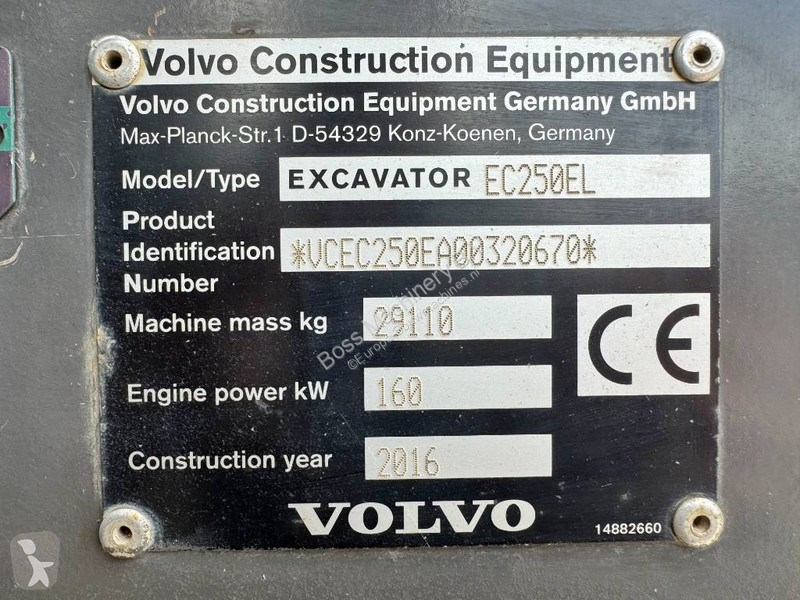 Volvo Construction Equipment
Volvo Construction Equipment Germany GmbH
Max-Planck-Str.1 D-54329 Konz-Koenen, Germany
Model/Type EXCAVATOR EC250EL
Product
Identification *VCEC250EA00320670*
Number
Machine mass kg 29110
CE
Engine power kW 160
Construction year 2016
VOLVO
14882660
Boss Machinery